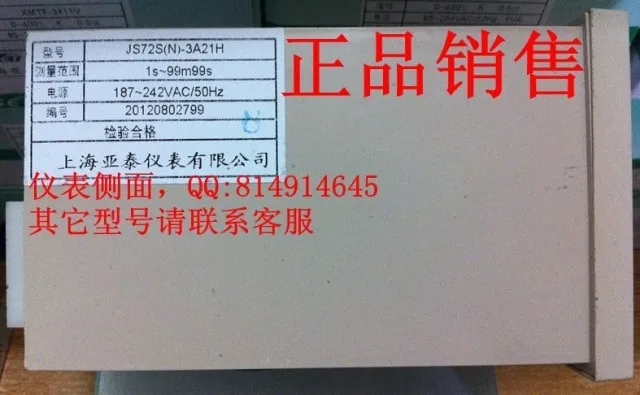 XMTF-3411V
正品销售
型号 JS72S(N)-3A21H
测量范围 1s~99m99s
电源 187~242VAC/50Hz
编号 20120802799
检验合格
上海亚泰仪表有限公司
仪表侧面，QQ:814914645
其它型号请联系客服